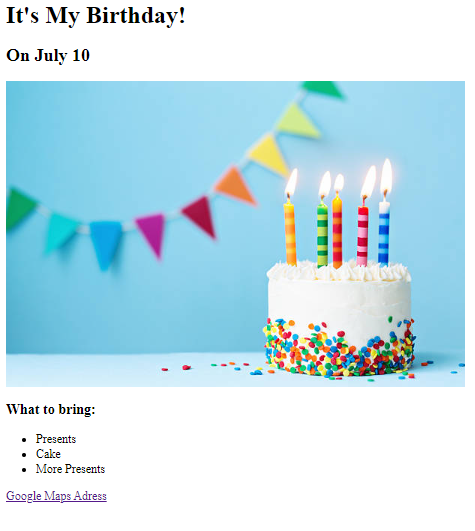 It's My Birthday!
On July 10
What to bring:
Presents
Cake
More Presents
Google Maps Adress